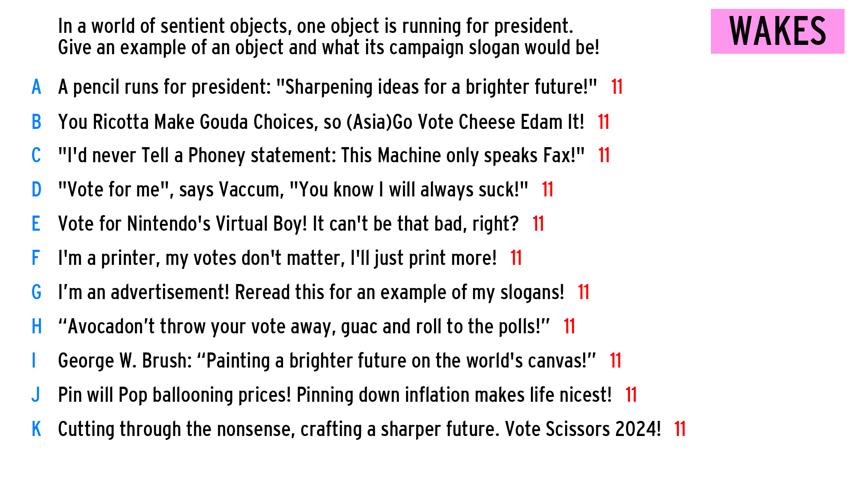 In a world of sentient objects, one object is running for president.
Give an example of an object and what its campaign slogan would be!
WAKES
A A pencil runs for president: "Sharpening ideas for a brighter future!" 11
B You Ricotta Make Gouda Choices, so (Asia)Go Vote Cheese Edam It! 11
C "I'd never Tell a Phoney statement: This Machine only speaks Fax!" 11
D "Vote for me", says Vaccum, "You know I will always suck!" 11
E Vote for Nintendo's Virtual Boy! It can't be that bad, right? 11
F I'm a printer, my votes don't matter, I'll just print more! 11
G I’m an advertisement! Reread this for an example of my slogans! 11
H “Avocadon’t throw your vote away, guac and roll to the polls!” 11
I George W. Brush: “Painting a brighter future on the world's canvas!” 11
J Pin will Pop ballooning prices! Pinning down inflation makes life nicest! 11
K Cutting through the nonsense, crafting a sharper future. Vote Scissors 2024! 11